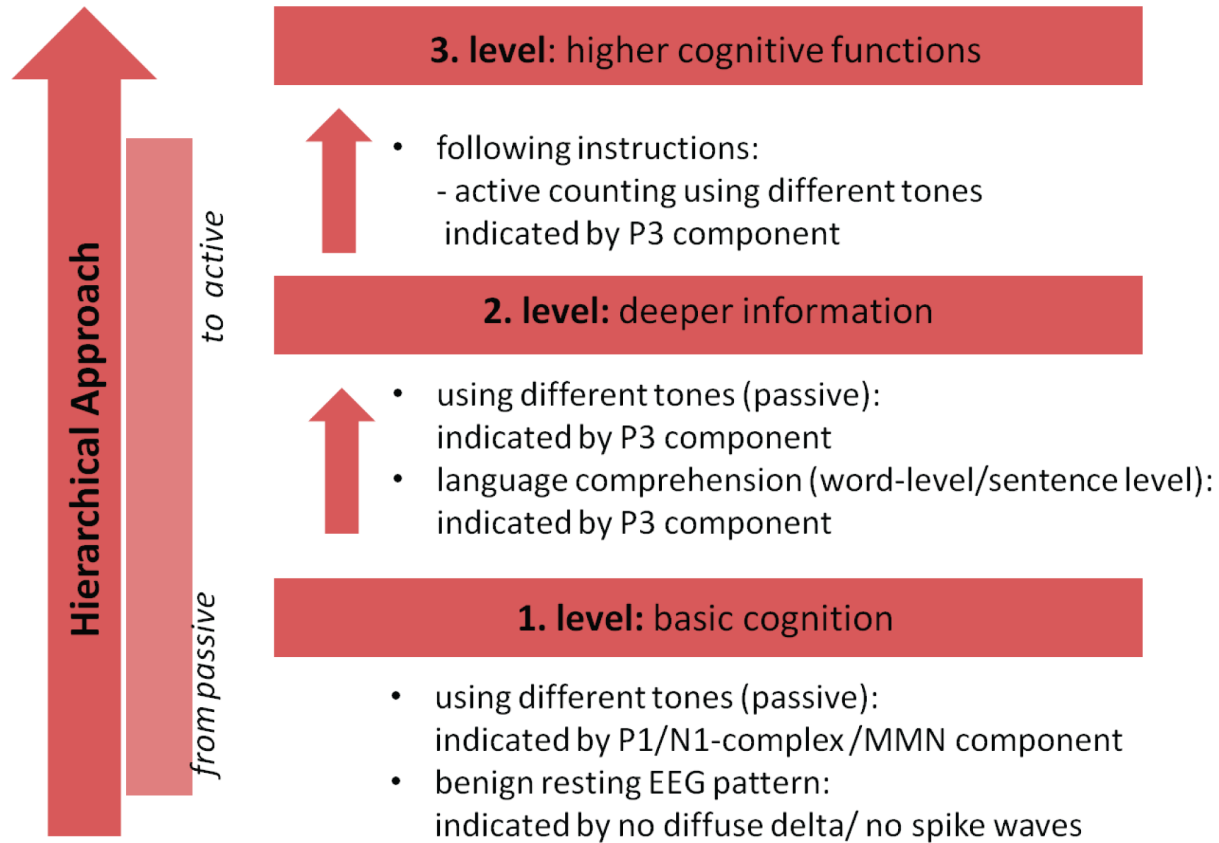 Hierarchical Approach
from passive
to active
3. level: higher cognitive functions
• following instructions:
- active counting using different tones
indicated by P3 component
2. level: deeper information
• using different tones (passive):
indicated by P3 component
• language comprehension (word-level/sentence level):
indicated by P3 component
1. level: basic cognition
• using different tones (passive):
indicated by P1/N1-complex/MMN component
• benign resting EEG pattern:
indicated by no diffuse delta/ no spike waves